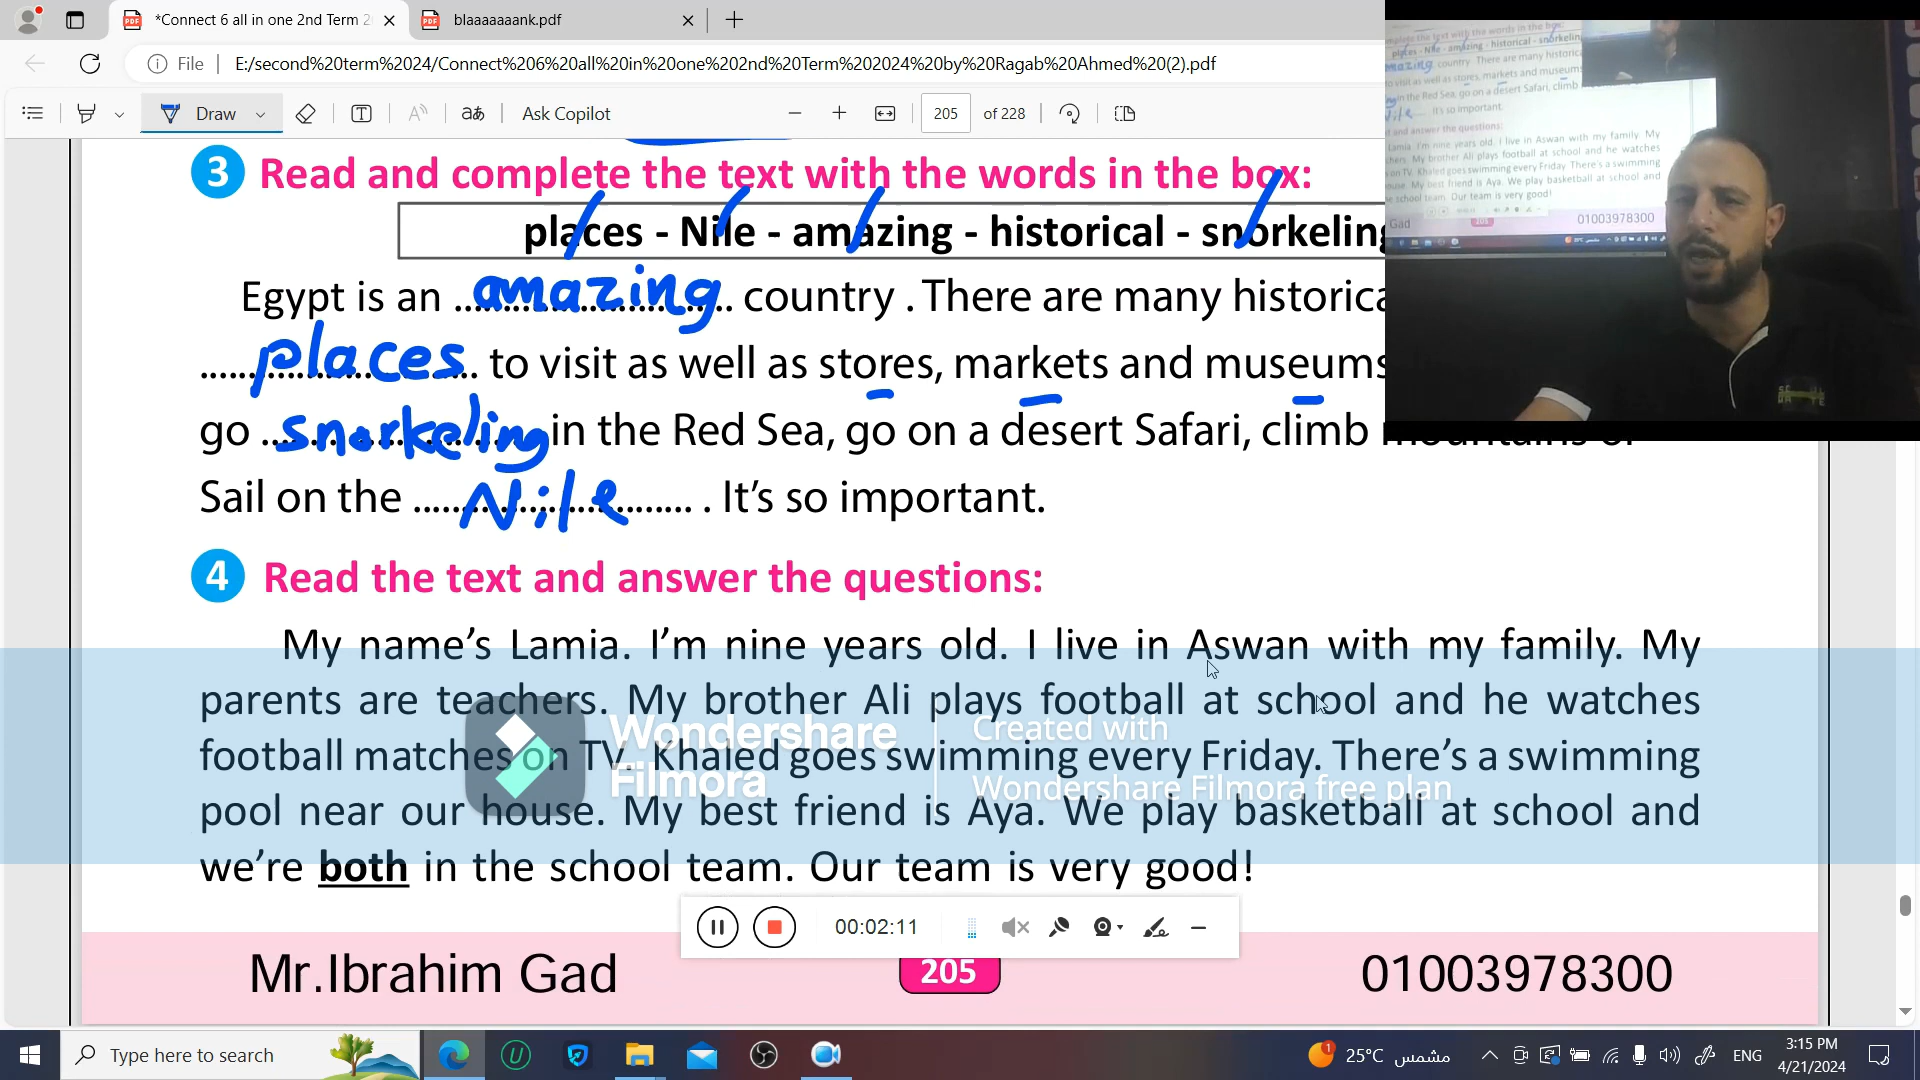 *Connect 6 all in one 2nd Term 2
blaaaaaaank.pdf
File
E:/second%20term%2024/Connect%206%20all%20in%20one%202nd%20Term%202024%20by%20Ragab%20Ahmed%20(2).pdf
Draw
Ask Copilot
205 of 228
3 Read and complete the text with the words in the box:
places - Nile - amazing - historical - snorkeling
Egypt is an amazing country . There are many historica
places to visit as well as stores, markets and museums
go snorkeling in the Red Sea, go on a desert Safari, climb mountains or
Sail on the Nile . It's so important.
4 Read the text and answer the questions:
My name's Lamia. I'm nine years old. I live in Aswan with my family. My
parents are teachers. My brother Ali plays football at school and he watches
football matches on TV. Khaled goes swimming every Friday. There's a swimming
pool near our house. My best friend is Aya. We play basketball at school and
we're both in the school team. Our team is very good!
Wondershare
Filmora
Created with
Wondershare Filmora free plan
00:02:11
Mr.Ibrahim Gad
205
01003978300
Type here to search
1
25°C مشمس
ENG
3:15 PM
4/21/2024